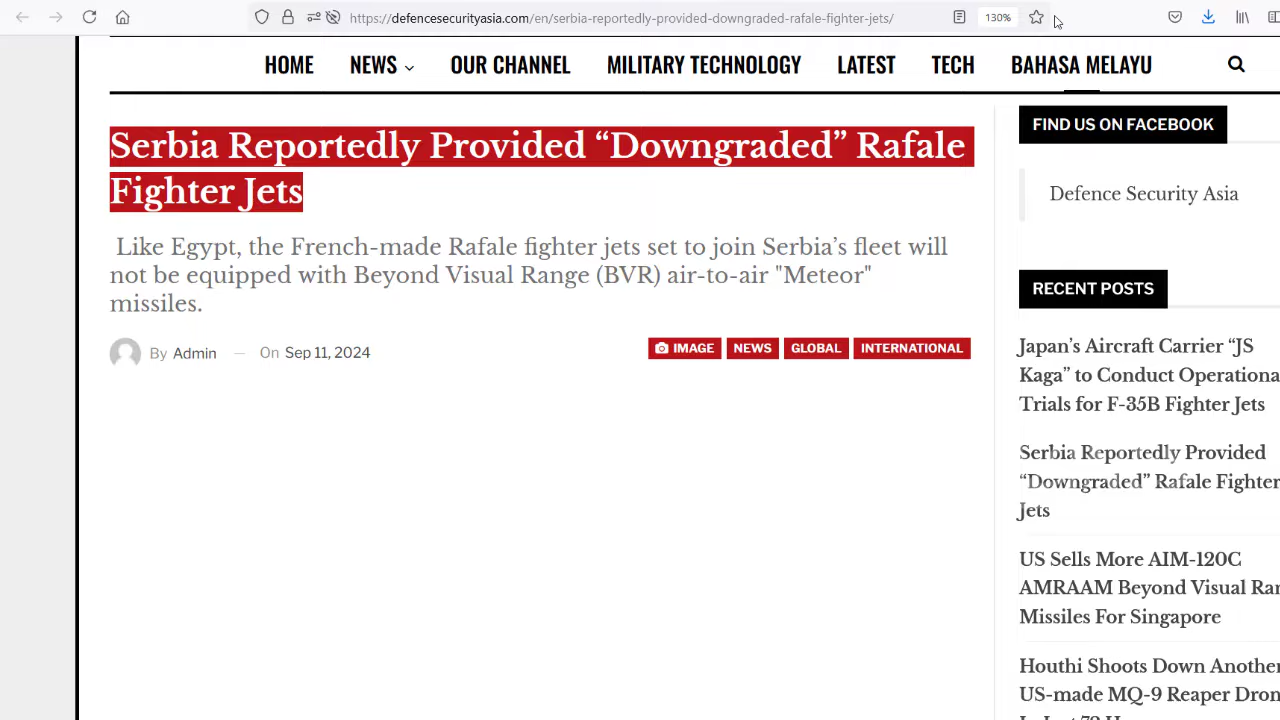 https://defencesecurityasia.com/en/serbia-reportedly-provided-downgraded-rafale-fighter-jets/
130%
HOME NEWS OUR CHANNEL MILITARY TECHNOLOGY LATEST TECH BAHASA MELAYU
Serbia Reportedly Provided “Downgraded” Rafale
Fighter Jets
Like Egypt, the French-made Rafale fighter jets set to join Serbia’s fleet will
not be equipped with Beyond Visual Range (BVR) air-to-air "Meteor"
missiles.
By Admin — On Sep 11, 2024
IMAGE NEWS GLOBAL INTERNATIONAL
FIND US ON FACEBOOK
Defence Security Asia
RECENT POSTS
Japan’s Aircraft Carrier “JS
Kaga” to Conduct Operationa
Trials for F-35B Fighter Jets
Serbia Reportedly Provided
“Downgraded” Rafale Fighter
Jets
US Sells More AIM-120C
AMRAAM Beyond Visual Ran
Missiles For Singapore
Houthi Shoots Down Another
US-made MQ-9 Reaper Dron